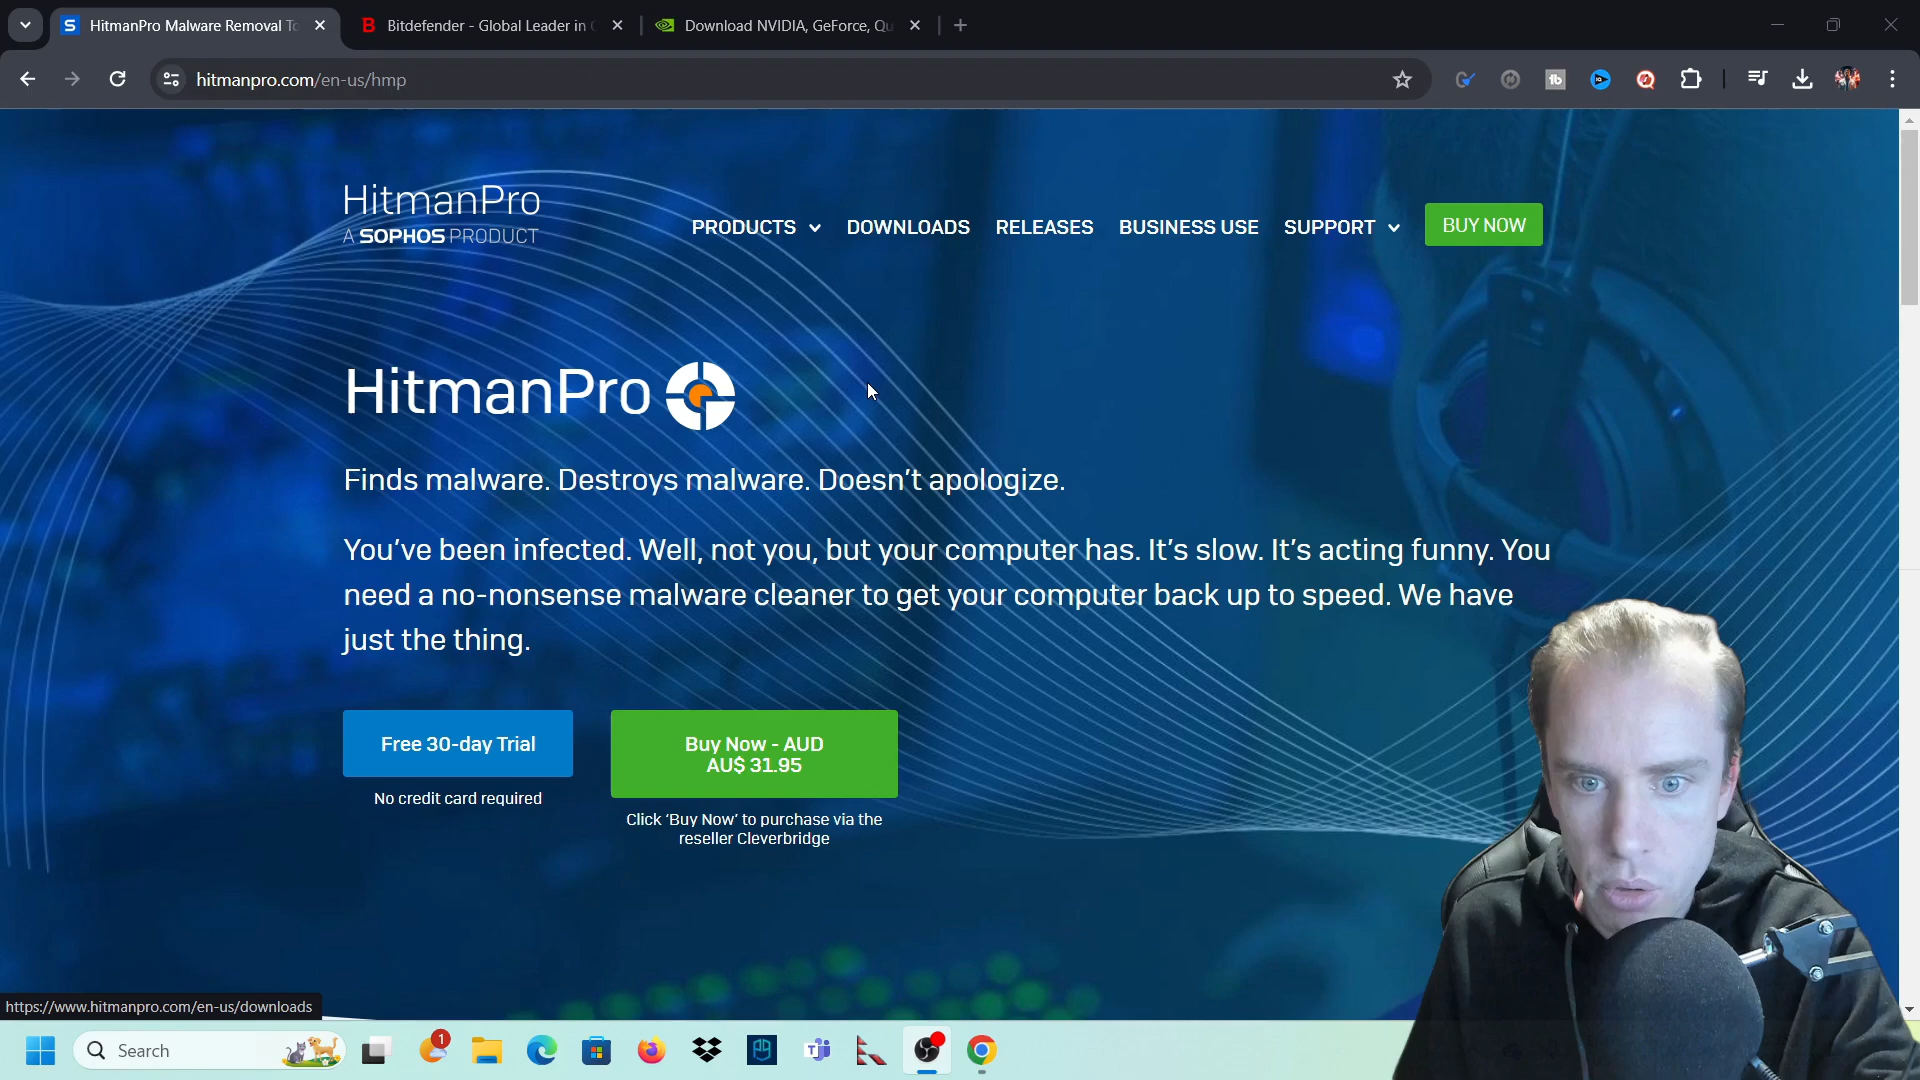 HitmanPro Malware Removal To
Bitdefender - Global Leader in C
Download NVIDIA, GeForce, Qu
hitmanpro.com/en-us/hmp
HitmanPro
A SOPHOS PRODUCT
PRODUCTS
DOWNLOADS
RELEASES
BUSINESS USE
SUPPORT
BUY NOW
HitmanPro
Finds malware. Destroys malware. Doesn't apologize.
You've been infected. Well, not you, but your computer has. It's slow. It's acting funny. You
need a no-nonsense malware cleaner to get your computer back up to speed. We have
just the thing.
Free 30-day Trial
No credit card required
Buy Now - AUD
AU$ 31.95
Click 'Buy Now' to purchase via the
reseller Cleverbridge
https://www.hitmanpro.com/en-us/downloads
Search
1